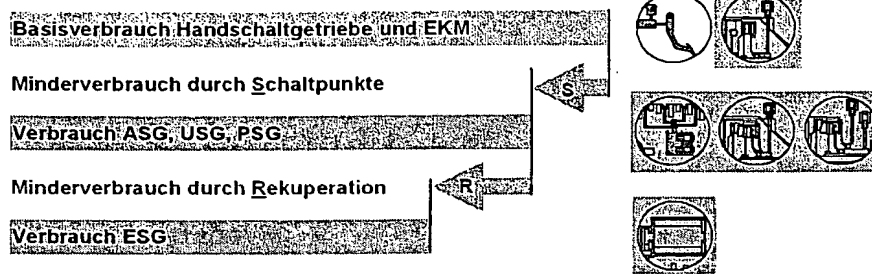 Basisverbrauch Handschaltgetriebe und EKM
Minderverbrauch durch Schaltpunkte
S
Verbrauch ASG, USG, PSG
Minderverbrauch durch Rekuperation
R
Verbrauch ESG